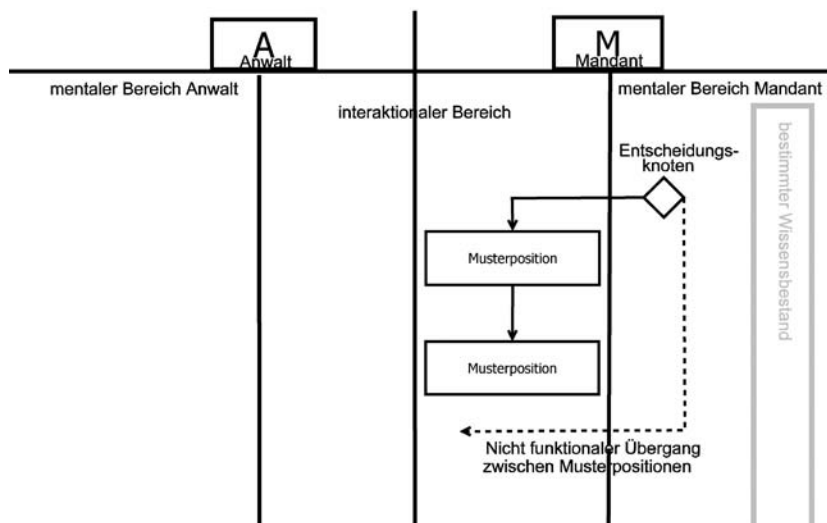 A
Anwalt
M
Mandant
mentaler Bereich Anwalt
mentaler Bereich Mandant
interaktionaler Bereich
Entscheidungs-
knoten
bestimmter Wissensbestand
Musterposition
Musterposition
Nicht funktionaler Übergang
zwischen Musterpositionen